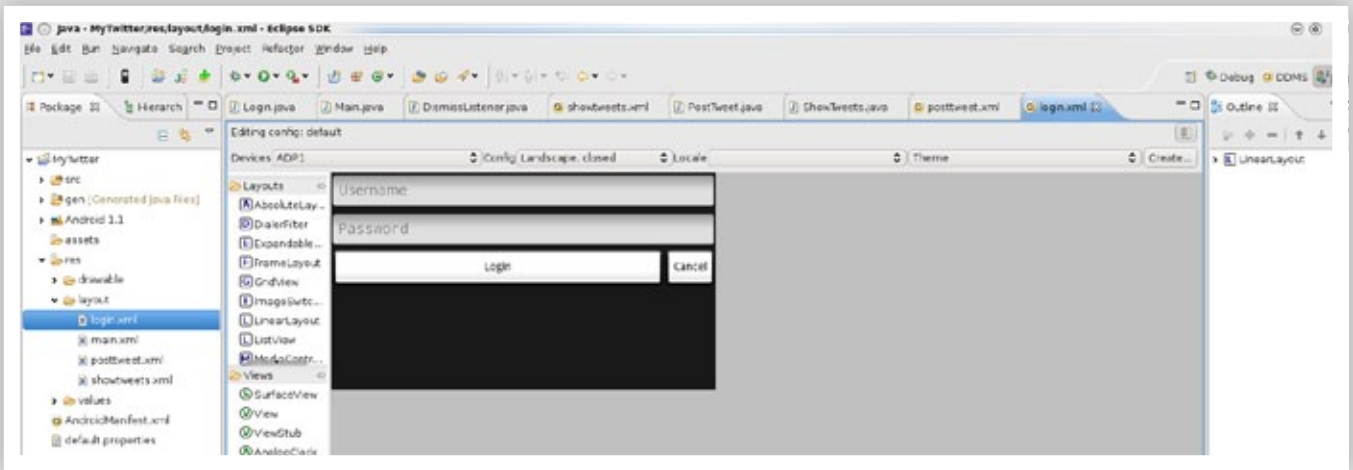 Java - MyTwitter/res/layout/login.xml - Eclipse SDK
File Edit Run Navigate Search Project Refactor Window Help
Debug DDMS
Package Hierarch
Login.java Main.java DismissListener.java showtweets.xml PostTweet.java ShowTweets.java posttweet.xml login.xml
Outline
Editing config: default
Devices ADP1 Config Landscape, closed Locale Theme Create...
MyTwitter
src
gen [Generated Java Files]
Android 1.1
assets
res
drawable
layout
login.xml
main.xml
posttweet.xml
showtweets.xml
values
AndroidManifest.xml
default.properties
Layouts
AbsoluteLay...
DialerFilter
Expandable...
FrameLayout
GridView
ImageSwitc...
LinearLayout
ListView
MediaContr...
Views
SurfaceView
View
ViewStub
AnalogClock
Username
Password
Login Cancel
LinearLayout